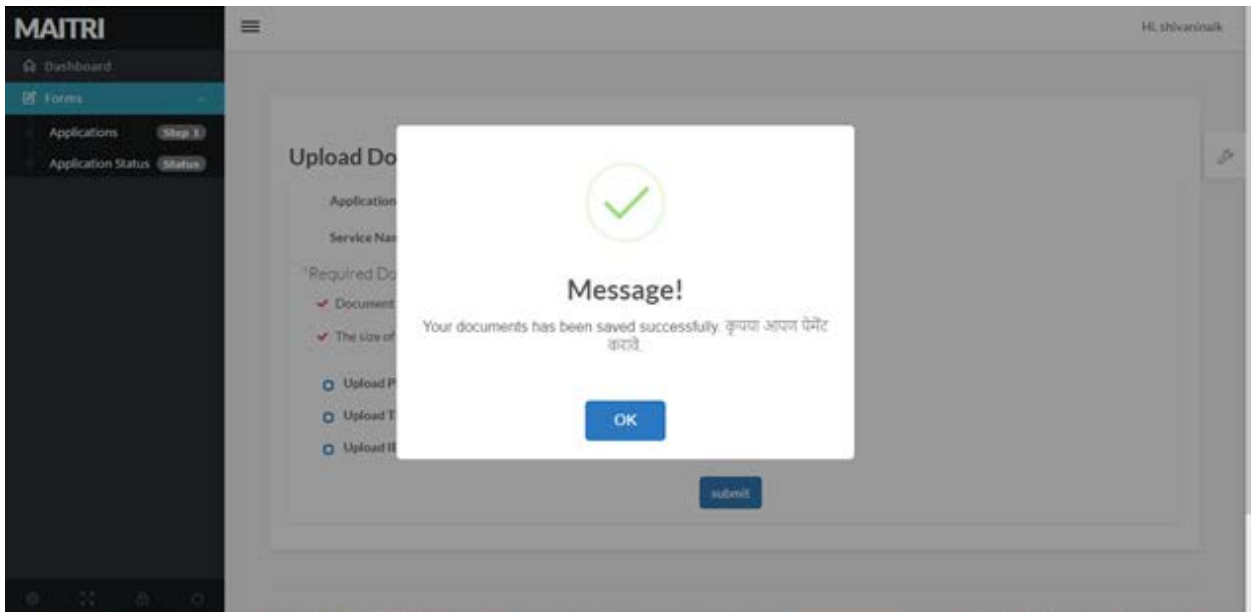 MAITRI
Hi, shivaninaik
Dashboard
Forms
Applications Step 1
Application Status Status
Upload Do
Application
Service Na
*Required Do
Document
The size of
Upload P
Upload T
Upload
submit
Message!
Your documents has been saved successfully. कृपया आपण पेमेंट
करावे.
OK